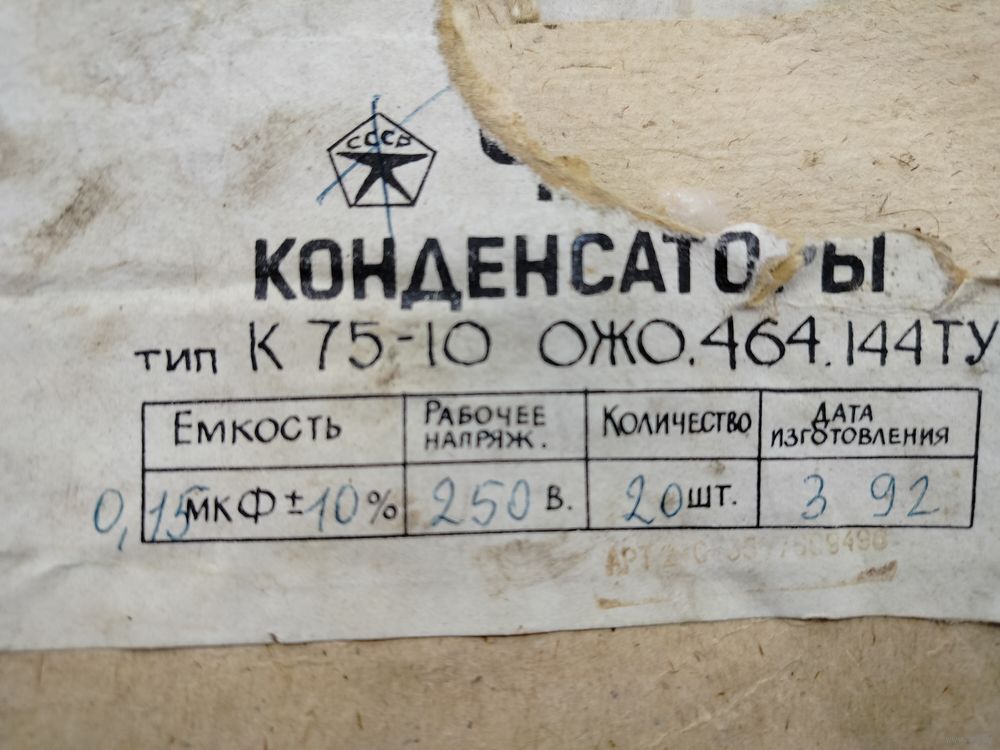 СССР
КОНДЕНСАТОРЫ
ТИП К 75-10 ОЖО.464.144ТУ
ЕМКОСТЬ
РАБОЧЕЕ
НАПРЯЖ.
КОЛИЧЕСТВО
ДАТА
ИЗГОТОВЛЕНИЯ
0,15 МКФ ± 10% 250 В. 20 ШТ. 3 92